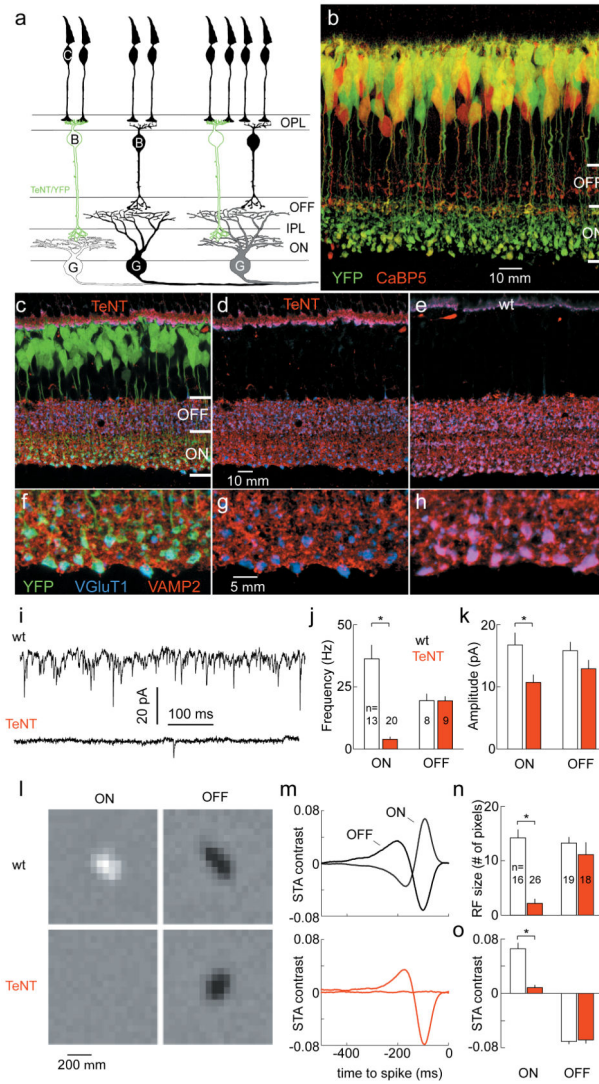 a
C
OPL
B
B
TeNT/YFP
OFF
IPL
ON
G
G
G
b
OFF
ON
YFP CaBP5
10 mm
c TeNT
OFF
ON
d TeNT
10 mm
e wt
f
YFP VGluT1 VAMP2
g
5 mm
h
i
wt
20 pA
100 ms
TeNT
j
Frequency (Hz)
50
25
0
wt
TeNT
*
n=
13 20 8 9
ON OFF
k
Amplitude (pA)
20
10
0
*
ON OFF
l
ON OFF
wt
TeNT
200 mm
m
STA contrast
0.08
0
-0.08
OFF
ON
STA contrast
0.08
0
-0.08
-400 -200 0
time to spike (ms)
n
RF size (# of pixels)
20
10
0
*
n=
16 26 19 18
o
STA contrast
0.08
0
-0.08
*
ON OFF